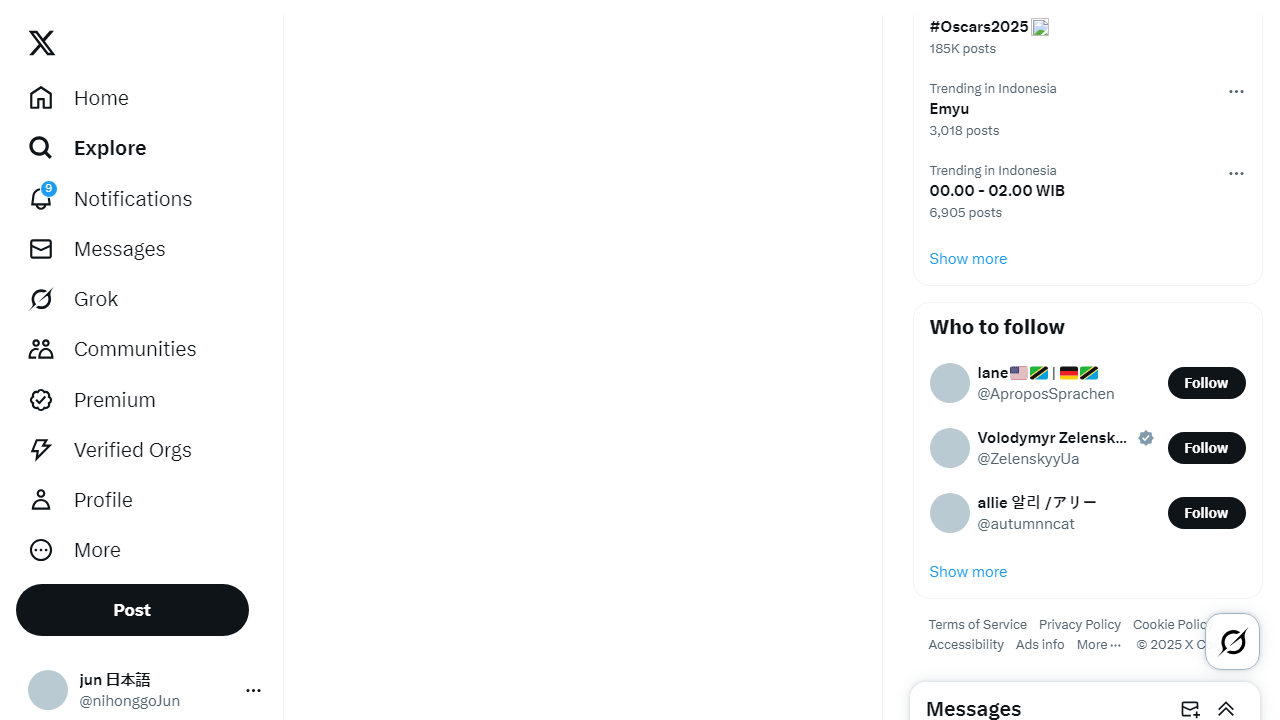 Home
Explore
9
Notifications
Messages
Grok
Communities
Premium
Verified Orgs
Profile
More
Post
jun 日本語
@nihonggoJun
#Oscars2025
185K posts
Trending in Indonesia
Emyu
3,018 posts
Trending in Indonesia
00.00 - 02.00 WIB
6,905 posts
Show more
Who to follow
lane🇺🇸🇹🇿 | 🇩🇪🇹🇿
@AproposSprachen
Follow
Volodymyr Zelensk...
@ZelenskyyUa
Follow
allie 알리 /アリー
@autumnncat
Follow
Show more
Terms of Service Privacy Policy Cookie
Accessibility Ads info More ··· © 2025 X
Messages